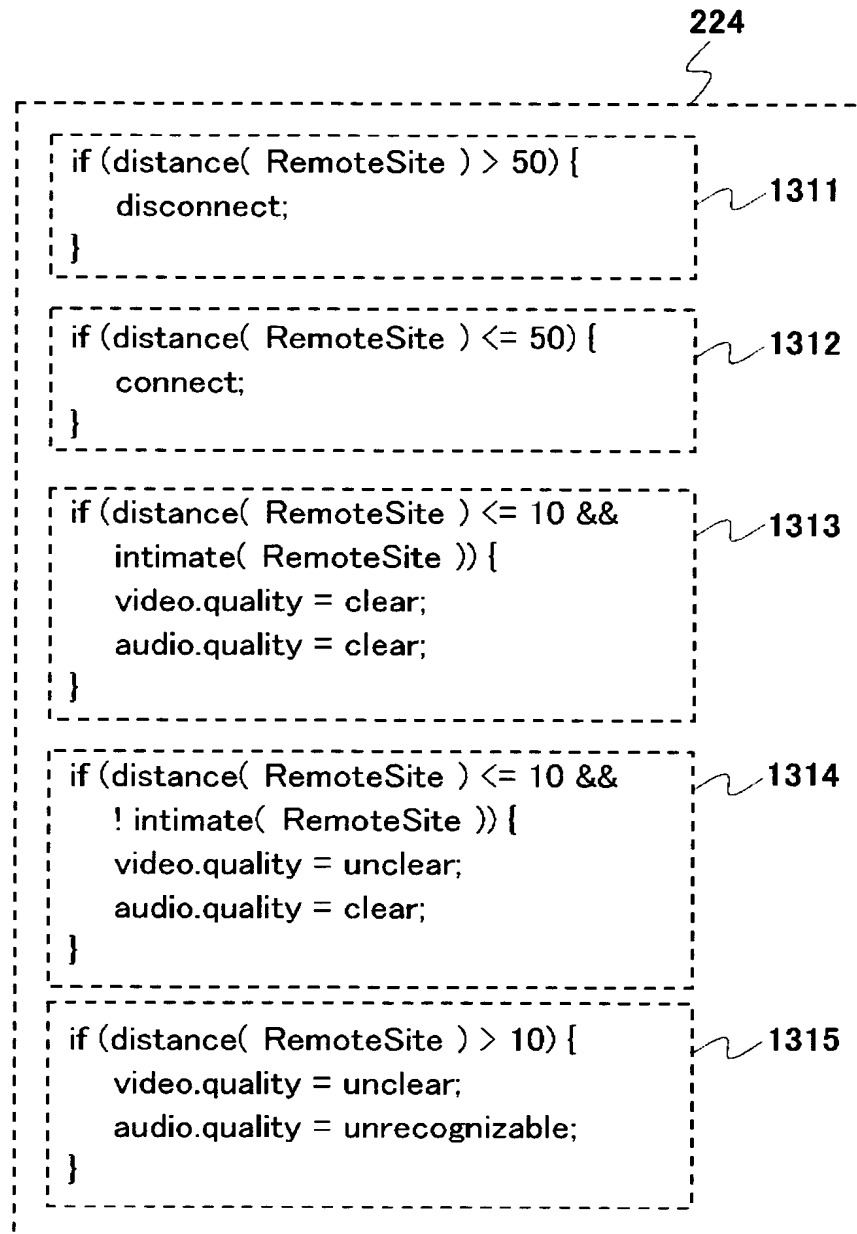 224
if (distance( RemoteSite ) > 50) {
disconnect;
}
1311
if (distance( RemoteSite ) <= 50) {
connect;
}
1312
if (distance( RemoteSite ) <= 10 &&
intimate( RemoteSite )) {
video.quality = clear;
audio.quality = clear;
}
1313
if (distance( RemoteSite ) <= 10 &&
! intimate( RemoteSite )) {
video.quality = unclear;
audio.quality = clear;
}
1314
if (distance( RemoteSite ) > 10) {
video.quality = unclear;
audio.quality = unrecognizable;
}
1315